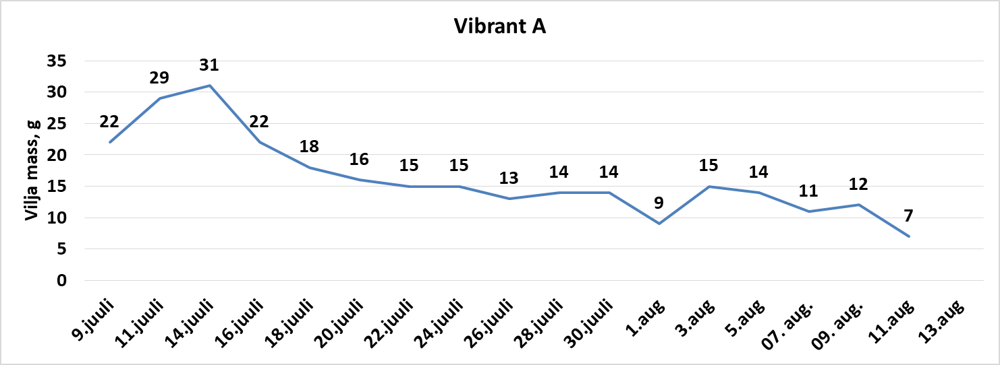 Vibrant A
Vilja mass, g
35
30
25
20
15
10
5
0
22
29
31
22
18
16
15
15
13
14
14
9
15
14
11
12
7
9.juuli
11.juuli
14.juuli
16.juuli
18.juuli
20.juuli
22.juuli
24.juuli
26.juuli
28.juuli
30.juuli
1.aug
3.aug
5.aug
07. aug.
09. aug.
11.aug
13.aug